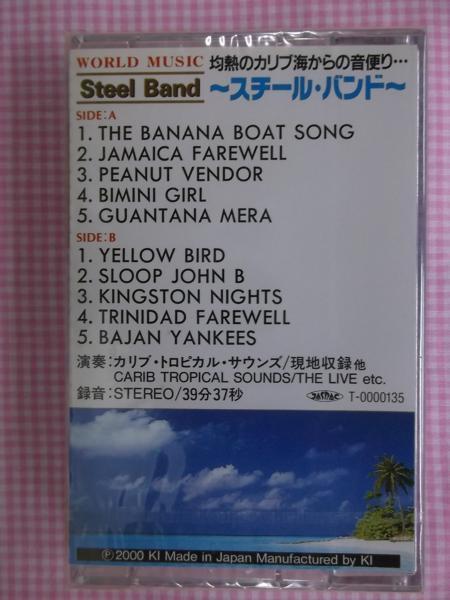 WORLD MUSIC 均熱のカリブ海からの音便り…
Steel Band ～スチール・バンド～
SIDE:A
1. THE BANANA BOAT SONG
2. JAMAICA FAREWELL
3. PEANUT VENDOR
4. BIMINI GIRL
5. GUANTANA MERA
SIDE:B
1. YELLOW BIRD
2. SLOOP JOHN B
3. KINGSTON NIGHTS
4. TRINIDAD FAREWELL
5. BAJAN YANKEES
演奏:カリブ・トロピカル・サウンズ/現地収録他
CARIB TROPICAL SOUNDS/THE LIVE etc.
録音:STEREO/39分37秒
T-0000135
Ⓟ2000 KI Made in Japan Manufactured by KI